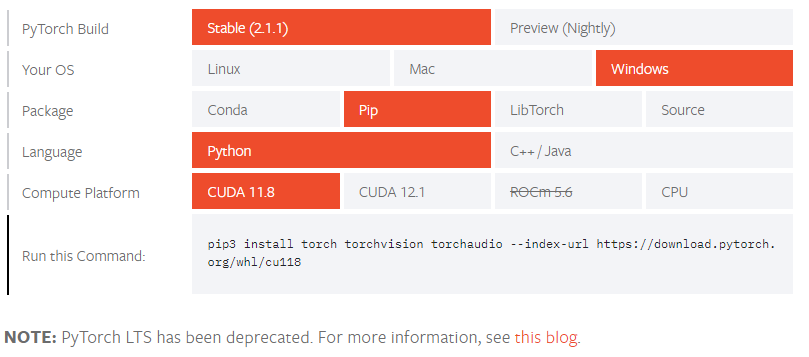 PyTorch Build Stable (2.1.1) Preview (Nightly)
Your OS Linux Mac Windows
Package Conda Pip LibTorch Source
Language Python C++ / Java
Compute Platform CUDA 11.8 CUDA 12.1 ROCm 5.6 CPU
Run this Command: pip3 install torch torchvision torchaudio --index-url https://download.pytorch.
org/whl/cu118
NOTE: PyTorch LTS has been deprecated. For more information, see this blog.